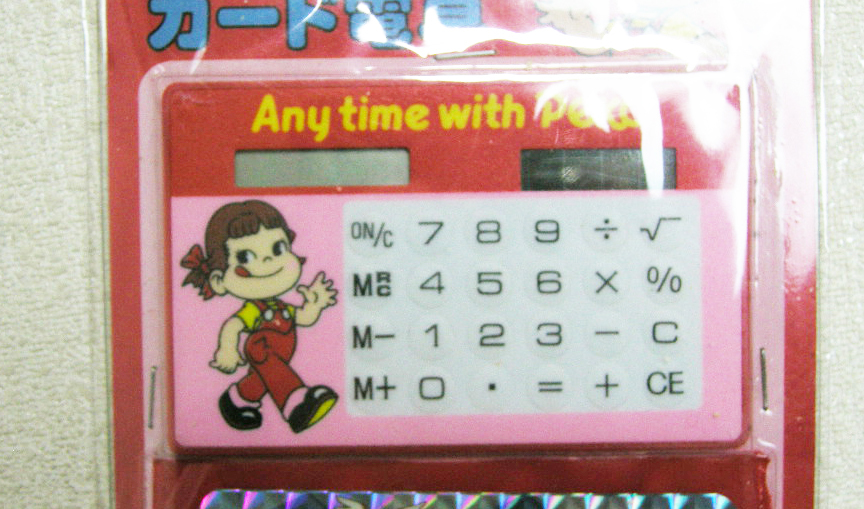 カード電卓
Any time with Peko
ON/C 7 8 9 ÷ √
MRC 4 5 6 × %
M− 1 2 3 − C
M+ 0 · = + CE